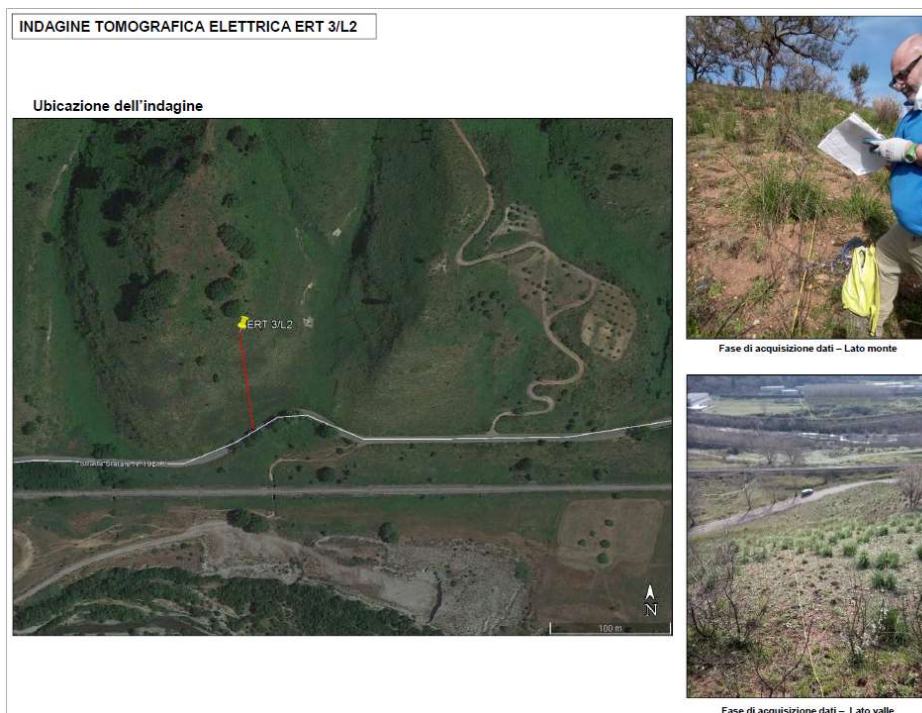 INDAGINE TOMOGRAFICA ELETTRICA ERT 3/L2
Ubicazione dell'indagine
ERT 3/L2
N
100 m
Fase di acquisizione dati – Lato monte
Fase di acquisizione dati – Lato valle